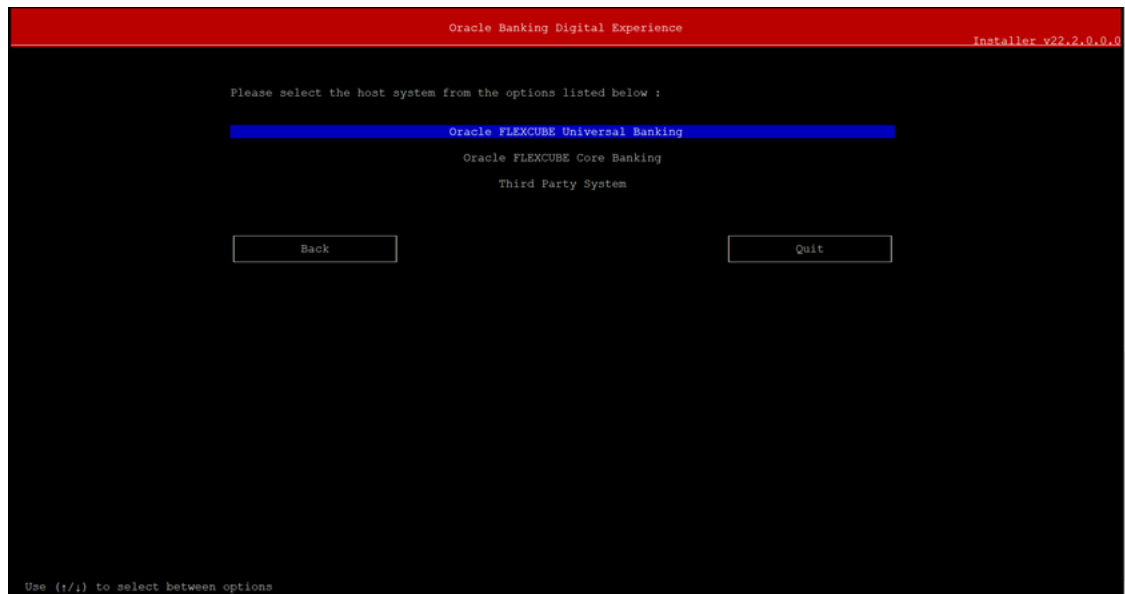 Oracle Banking Digital Experience
Installer v22.2.0.0.0
Please select the host system from the options listed below :
Oracle FLEXCUBE Universal Banking
Oracle FLEXCUBE Core Banking
Third Party System
Back
Quit
Use (↑/↓) to select between options